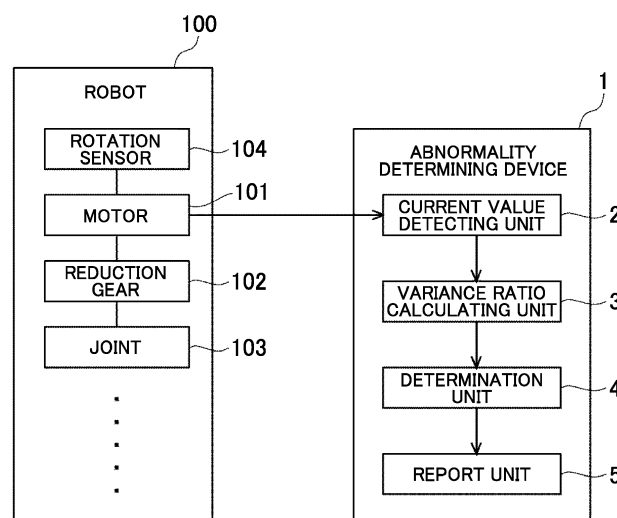 100
ROBOT
ROTATION
SENSOR
104
MOTOR
101
REDUCTION
GEAR
102
JOINT
103
1
ABNORMALITY
DETERMINING DEVICE
CURRENT VALUE
DETECTING UNIT
2
VARIANCE RATIO
CALCULATING UNIT
3
DETERMINATION
UNIT
4
REPORT UNIT
5